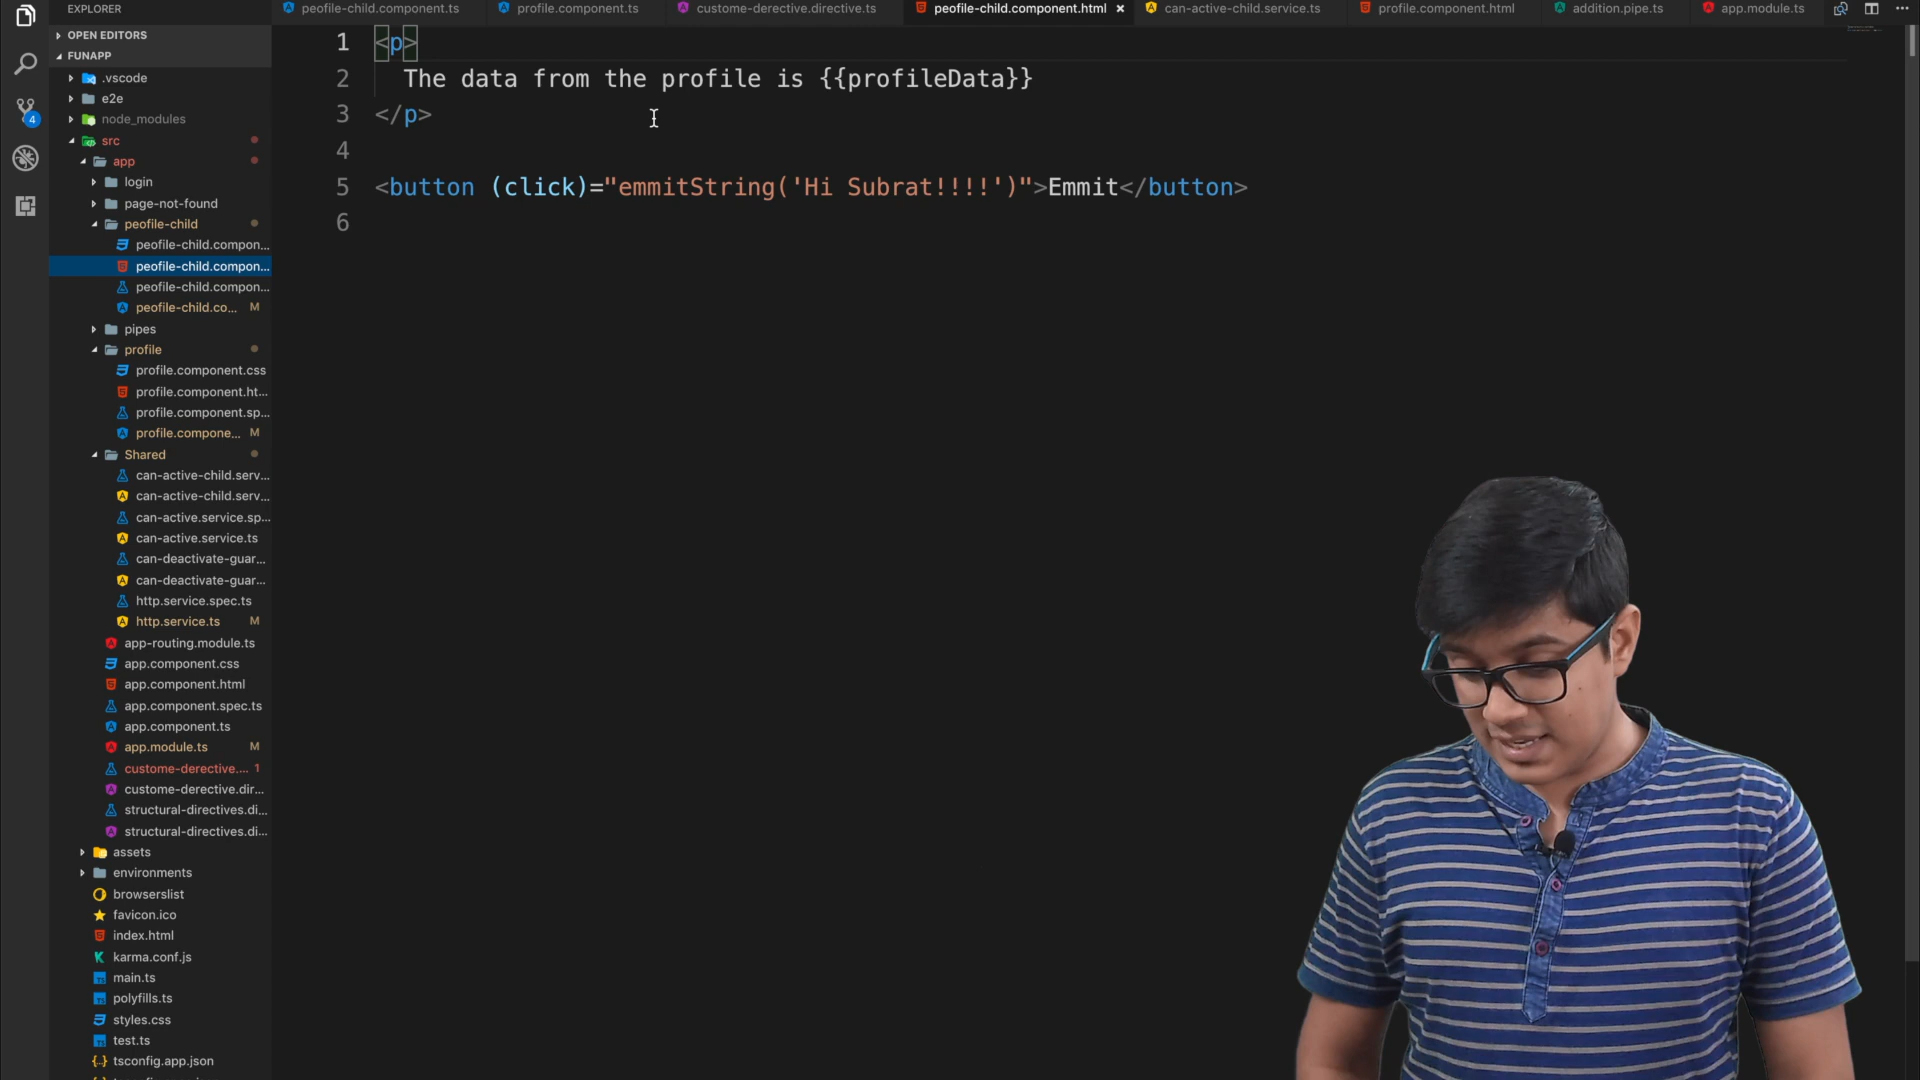 EXPLORER
peofile-child.component.ts
profile.component.ts
custome-derective.directive.ts
peofile-child.component.html
can-active-child.service.ts
profile.component.html
addition.pipe.ts
app.module.ts
OPEN EDITORS
FUNAPP
.vscode
e2e
node_modules
src
app
login
page-not-found
peofile-child
peofile-child.compon...
peofile-child.compon...
peofile-child.compon...
peofile-child.co... M
pipes
profile
profile.component.css
profile.component.ht...
profile.component.sp...
profile.compone... M
Shared
can-active-child.serv...
can-active-child.serv...
can-active.service.sp...
can-active.service.ts
can-deactivate-guar...
can-deactivate-guar...
http.service.spec.ts
http.service.ts M
app-routing.module.ts
app.component.css
app.component.html
app.component.spec.ts
app.component.ts
app.module.ts M
custome-derective.... 1
custome-derective.dir...
structural-directives.di...
structural-directives.di...
assets
environments
browserslist
favicon.ico
index.html
karma.conf.js
main.ts
polyfills.ts
styles.css
test.ts
tsconfig.app.json
4
1 <p>
2 The data from the profile is {{profileData}}
3 </p>
4
5 <button (click)="emmitString('Hi Subrat!!!!')">Emmit</button>
6